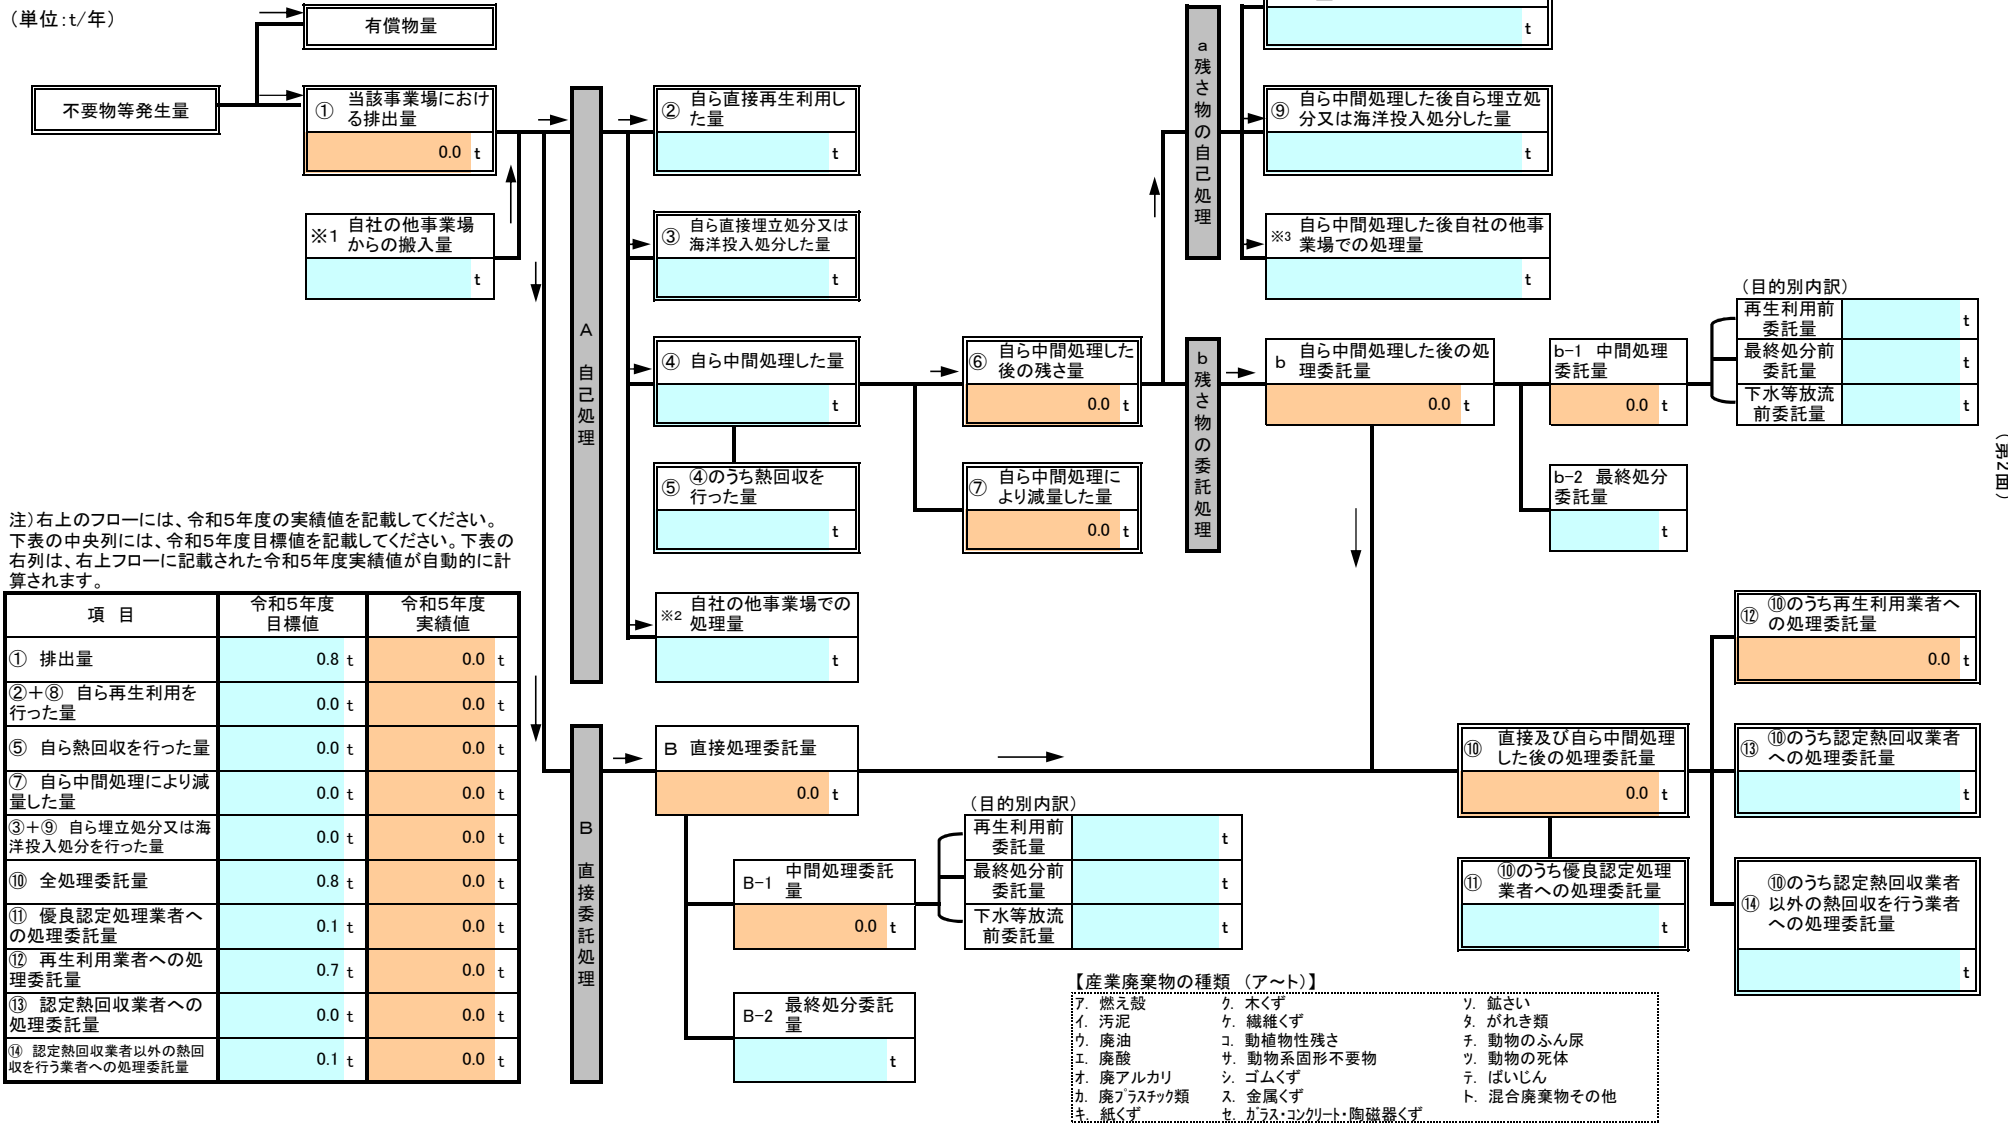 （単位：t/年）
有償物量
不要物等発生量
① 当該事業場におけ
る排出量
0.0 t
※1 自社の他事業場
からの搬入量
t
A 自己処理
② 自ら直接再生利用し
た量
t
③ 自ら直接埋立処分又は
海洋投入処分した量
t
④ 自ら中間処理した量
t
⑤ ④のうち熱回収を
行った量
t
※2 自社の他事業場での
処理量
t
⑥ 自ら中間処理した
後の残さ量
0.0 t
⑦ 自ら中間処理に
より減量した量
0.0 t
a 残さ物の自己処理
t
⑨ 自ら中間処理した後自ら埋立処
分又は海洋投入処分した量
t
※3 自ら中間処理した後自社の他事
業場での処理量
t
b 残さ物の委託処理
b 自ら中間処理した後の処
理委託量
0.0 t
b-1 中間処理
委託量
0.0 t
b-2 最終処分
委託量
t
（目的別内訳）
再生利用前
委託量
t
最終処分前
委託量
t
下水等放流
前委託量
t
（第2面）
注）右上のフローには、令和5年度の実績値を記載してください。
下表の中央列には、令和5年度目標値を記載してください。下表の
右列は、右上フローに記載された令和5年度実績値が自動的に計
算されます。
項 目
令和5年度
目標値
令和5年度
実績値
① 排出量 0.8 t 0.0 t
②＋⑧ 自ら再生利用を
行った量 0.0 t 0.0 t
⑤ 自ら熱回収を行った量 0.0 t 0.0 t
⑦ 自ら中間処理により減
量した量 0.0 t 0.0 t
③＋⑨ 自ら埋立処分又は海
洋投入処分を行った量 0.0 t 0.0 t
⑩ 全処理委託量 0.8 t 0.0 t
⑪ 優良認定処理業者へ
の処理委託量 0.1 t 0.0 t
⑫ 再生利用業者への処
理委託量 0.7 t 0.0 t
⑬ 認定熱回収業者への
処理委託量 0.0 t 0.0 t
⑭ 認定熱回収業者以外の熱回
収を行う業者への処理委託量 0.1 t 0.0 t
B 直接委託処理
B 直接処理委託量
0.0 t
B-1 中間処理委託
量
0.0 t
B-2 最終処分委託
量
t
（目的別内訳）
再生利用前
委託量
t
最終処分前
委託量
t
下水等放流
前委託量
t
⑩ 直接及び自ら中間処理
した後の処理委託量
0.0 t
⑪ ⑩のうち優良認定処理
業者への処理委託量
t
⑫ ⑩のうち再生利用業者へ
の処理委託量
0.0 t
⑬ ⑩のうち認定熱回収業者
への処理委託量
t
⑭ ⑩のうち認定熱回収業者
以外の熱回収を行う業者
への処理委託量
t
【産業廃棄物の種類 （ア～ト）】
ア. 燃え殻 ク. 木くず ソ. 鉱さい
イ. 汚泥 ケ. 繊維くず タ. がれき類
ウ. 廃油 コ. 動植物性残さ チ. 動物のふん尿
エ. 廃酸 サ. 動物系固形不要物 ツ. 動物の死体
オ. 廃アルカリ シ. ゴムくず テ. ばいじん
カ. 廃プラスチック類 ス. 金属くず ト. 混合廃棄物その他
キ. 紙くず セ. ガラス・コンクリート・陶磁器くず